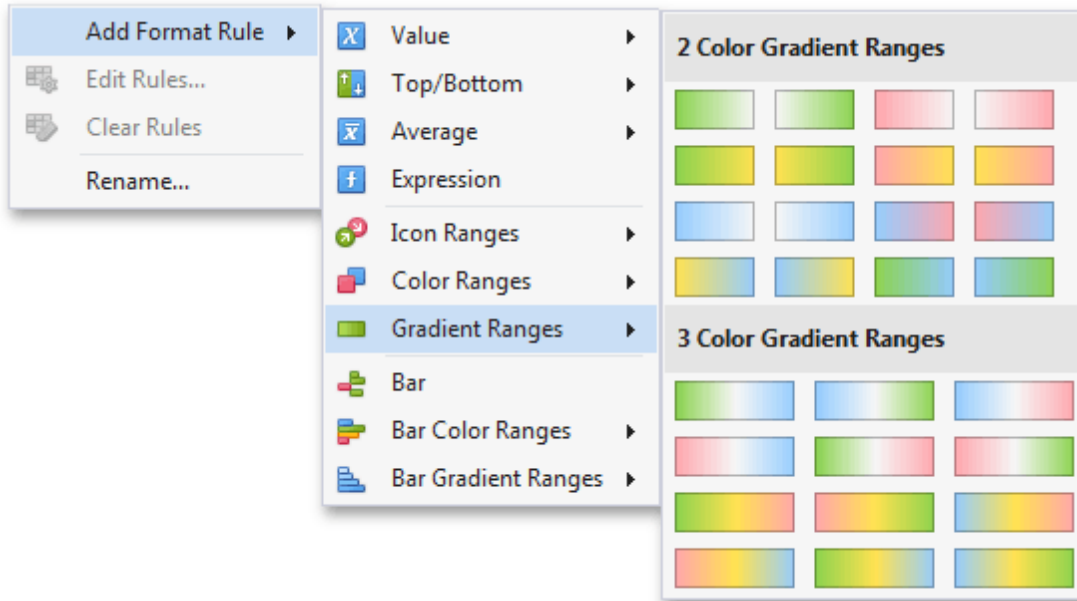 Add Format Rule
Edit Rules...
Clear Rules
Rename...
Value
Top/Bottom
Average
Expression
Icon Ranges
Color Ranges
Gradient Ranges
Bar
Bar Color Ranges
Bar Gradient Ranges
2 Color Gradient Ranges
3 Color Gradient Ranges